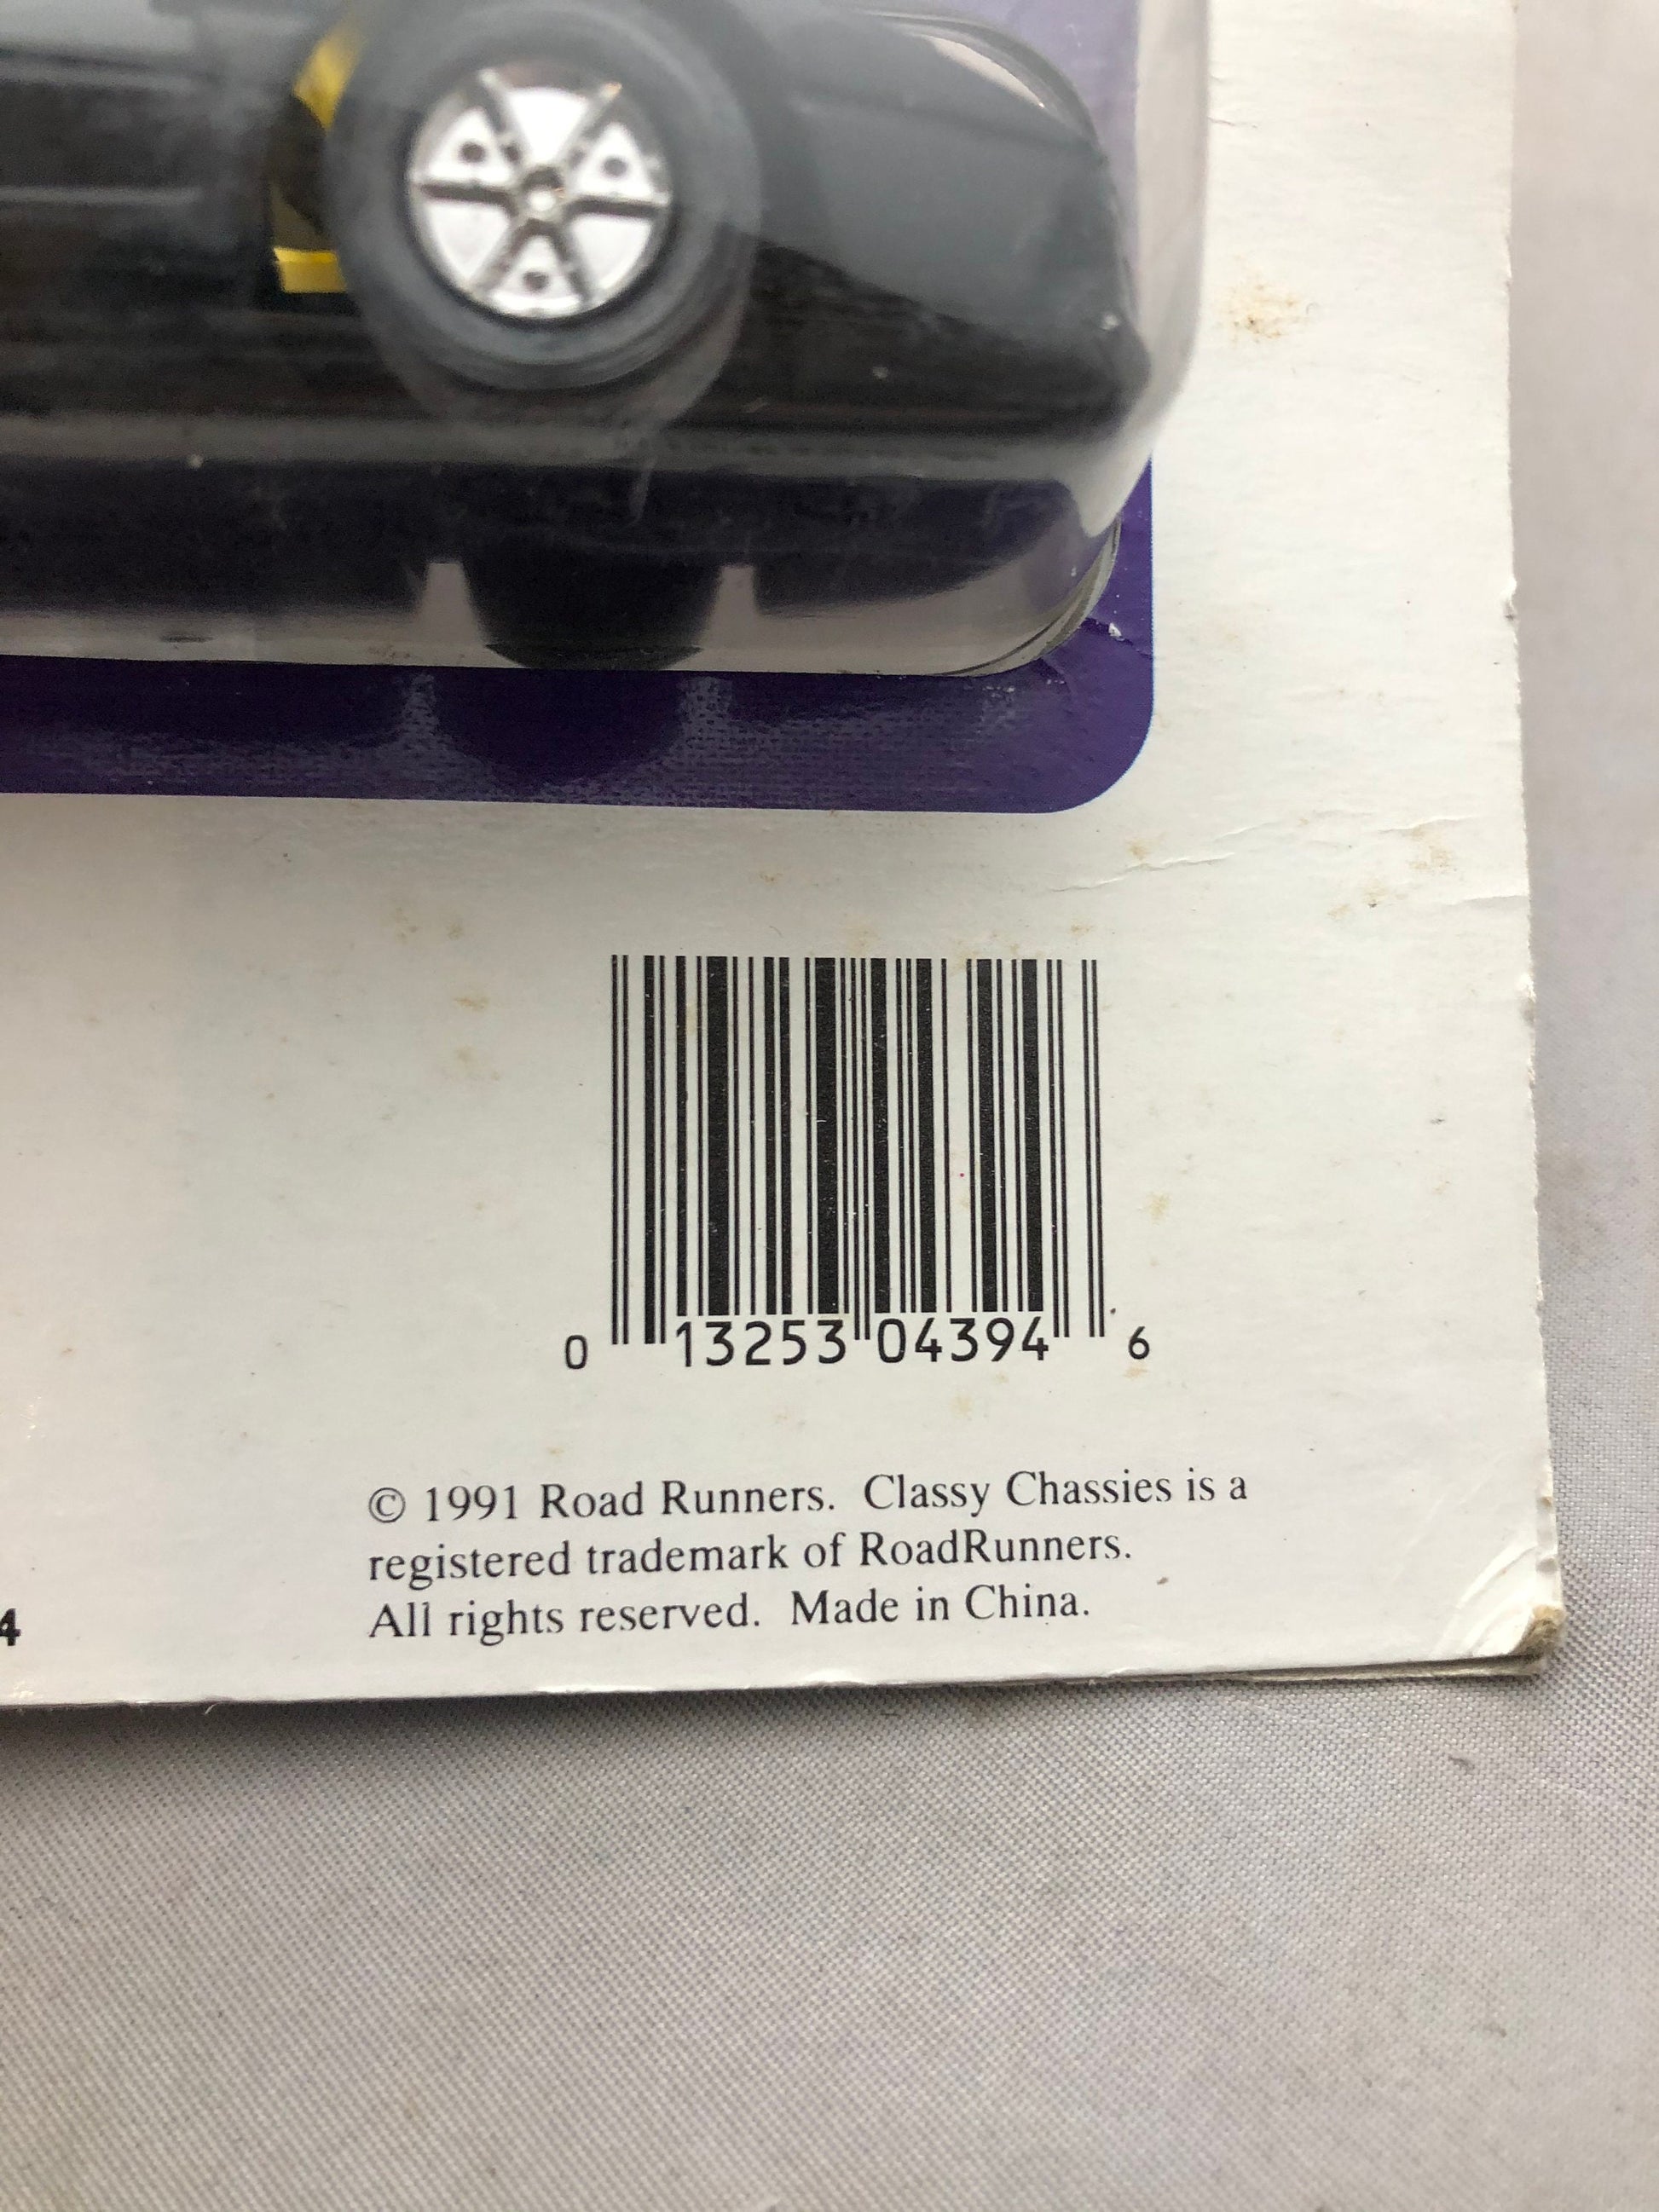 0 13253 04394 6
© 1991 Road Runners. Classy Chassies is a
registered trademark of RoadRunners.
All rights reserved. Made in China.
4